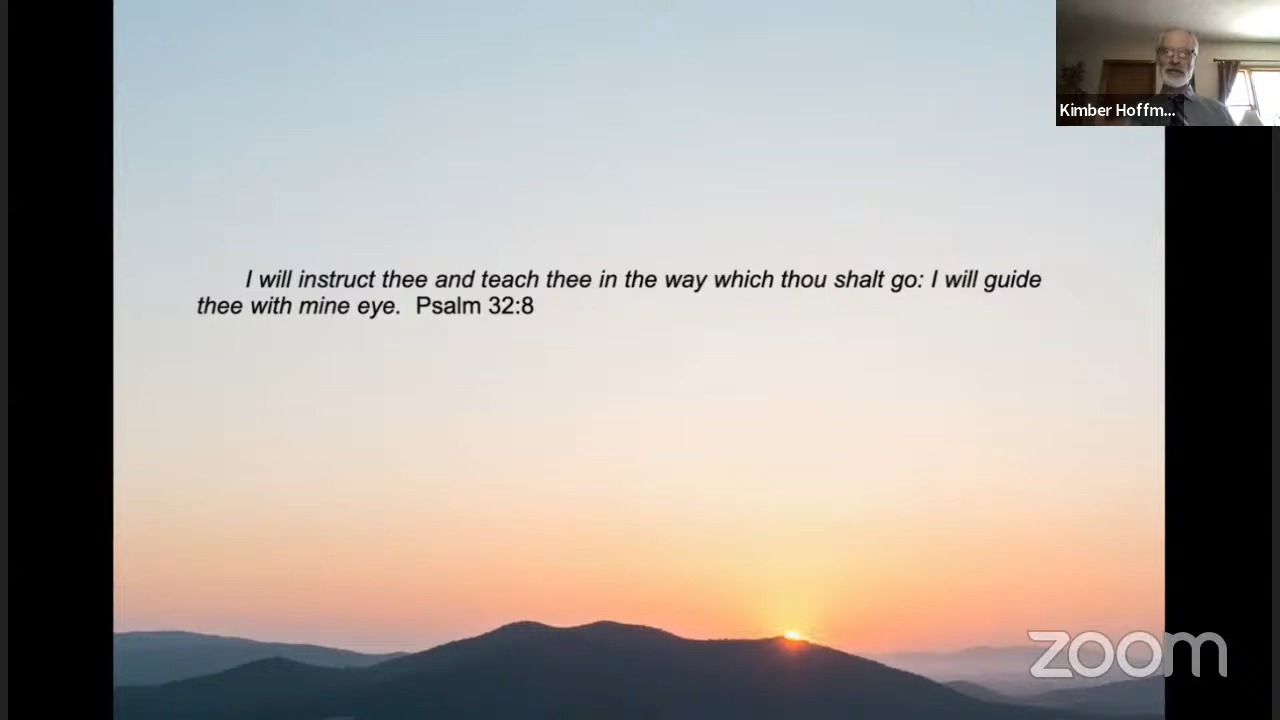 Kimber Hoffm...
I will instruct thee and teach thee in the way which thou shalt go: I will guide
thee with mine eye. Psalm 32:8
zoom